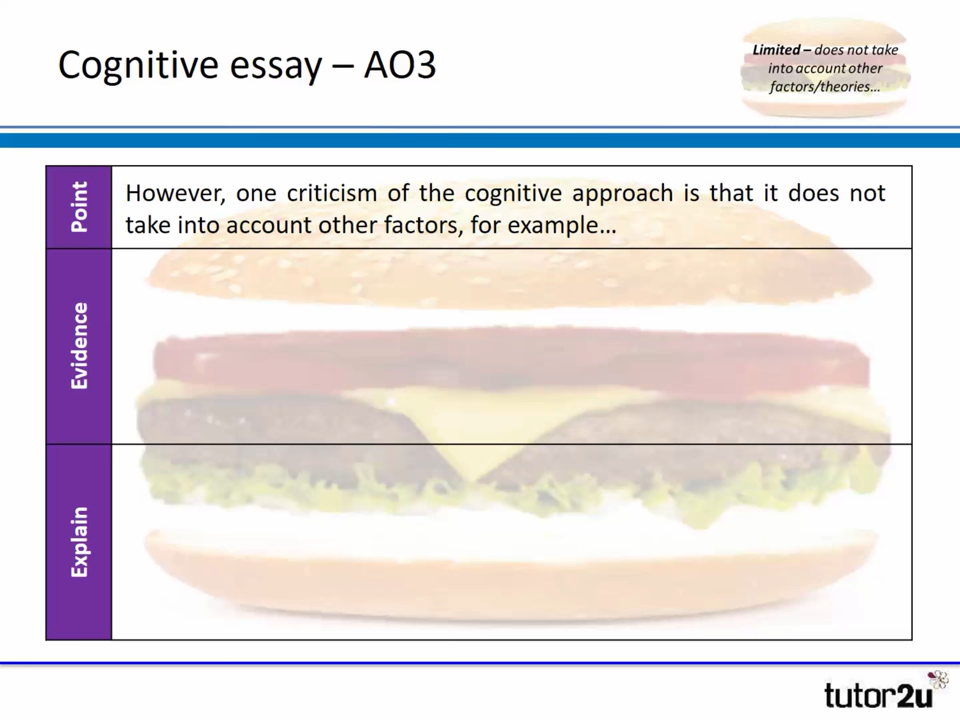 Cognitive essay – AO3
Limited – does not take
into account other
factors/theories…
Point
However, one criticism of the cognitive approach is that it does not
take into account other factors, for example…
Evidence
Explain
tutor2u